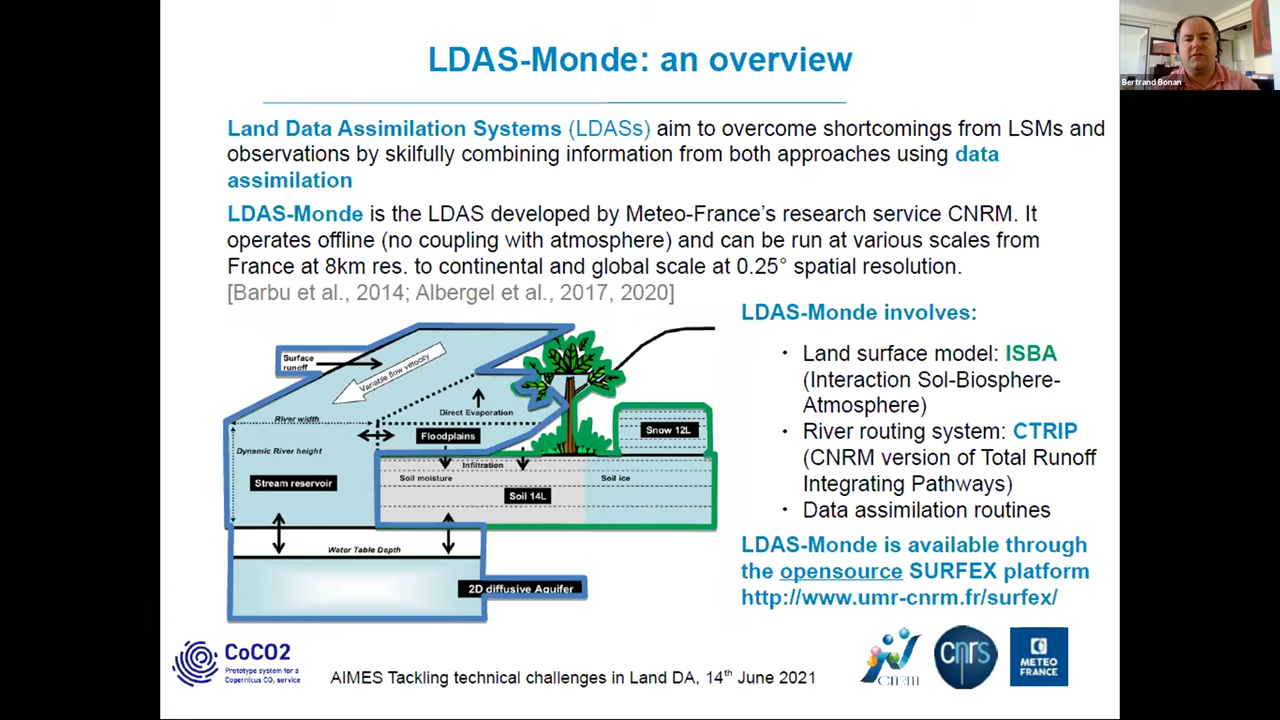 LDAS-Monde: an overview
Bertrand Bonan
Land Data Assimilation Systems (LDASs) aim to overcome shortcomings from LSMs and
observations by skilfully combining information from both approaches using data
assimilation
LDAS-Monde is the LDAS developed by Meteo-France's research service CNRM. It
operates offline (no coupling with atmosphere) and can be run at various scales from
France at 8km res. to continental and global scale at 0.25° spatial resolution.
[Barbu et al., 2014; Albergel et al., 2017, 2020]
Surface
runoff
Variable flow velocity
River width
Direct Evaporation
Floodplains
Snow 12L
Dynamic River height
Infiltration
Soil moisture
Soil ice
Stream reservoir
Soil 14L
Water Table Depth
2D diffusive Aquifer
LDAS-Monde involves:
· Land surface model: ISBA
(Interaction Sol-Biosphere-
Atmosphere)
· River routing system: CTRIP
(CNRM version of Total Runoff
Integrating Pathways)
· Data assimilation routines
LDAS-Monde is available through
the opensource SURFEX platform
http://www.umr-cnrm.fr/surfex/
CoCO2
Prototype system for a
Copernicus CO₂ service
AIMES Tackling technical challenges in Land DA, 14th June 2021
CNRM
cnrs
METEO
FRANCE